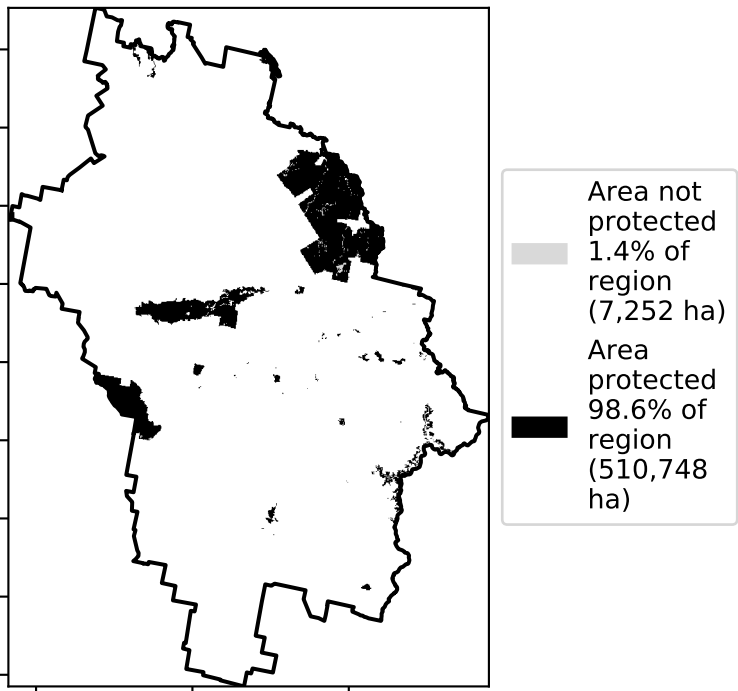 Area not
protected
1.4% of
region
(7,252 ha)
Area
protected
98.6% of
region
(510,748
ha)